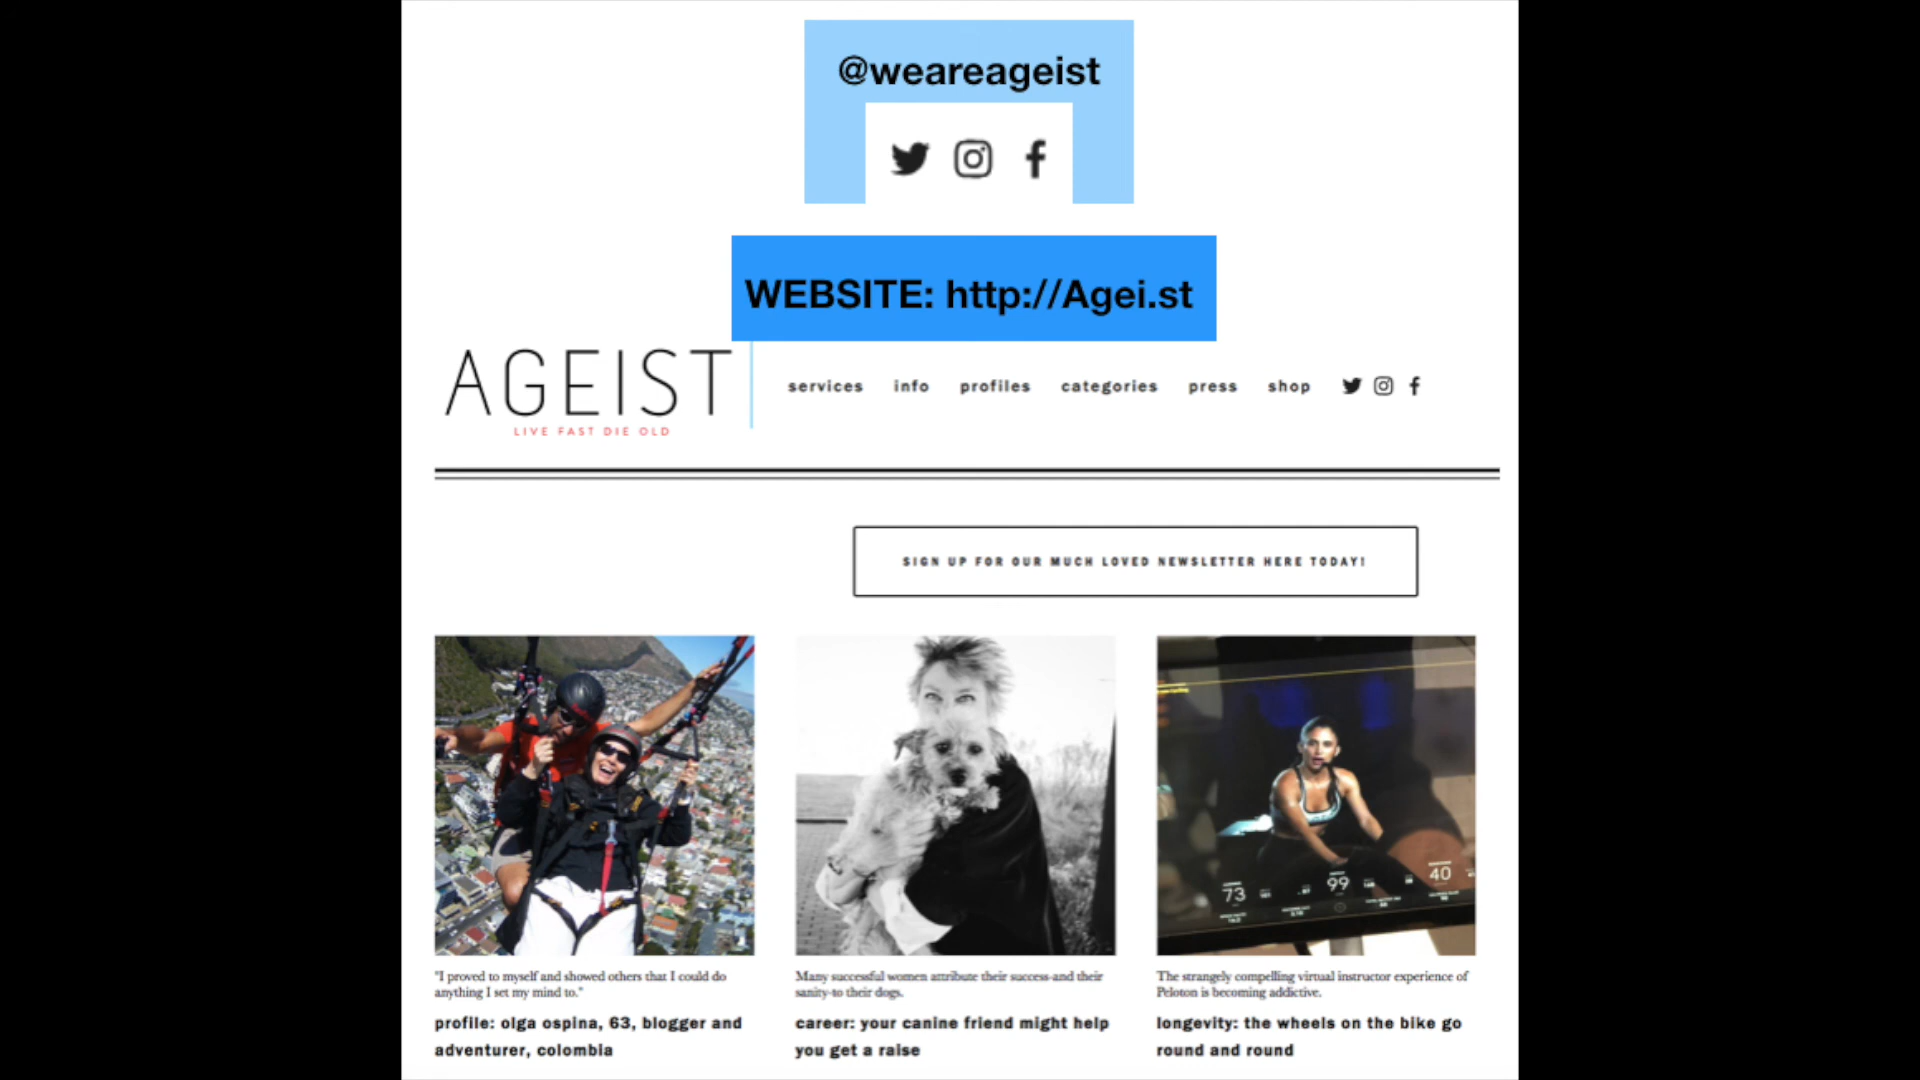 @weareageist
WEBSITE: http://Agei.st
AGEIST
LIVE FAST DIE OLD
services info profiles categories press shop
SIGN UP FOR OUR MUCH LOVED NEWSLETTER HERE TODAY!
73
99
40
"I proved to myself and showed others that I could do
anything I set my mind to."
profile: olga ospina, 63, blogger and
adventurer, colombia
Many successful women attribute their success-and their
sanity-to their dogs.
career: your canine friend might help
you get a raise
The strangely compelling virtual instructor experience of
Peloton is becoming addictive.
longevity: the wheels on the bike go
round and round